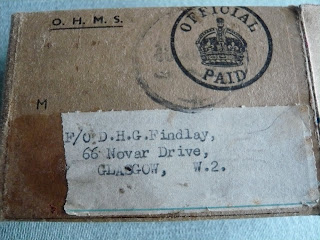 O. H. M. S.
OFFICIAL
PAID
M
F/O D.H.G.Findlay,
66 Novar Drive,
GLASGOW, W.2.